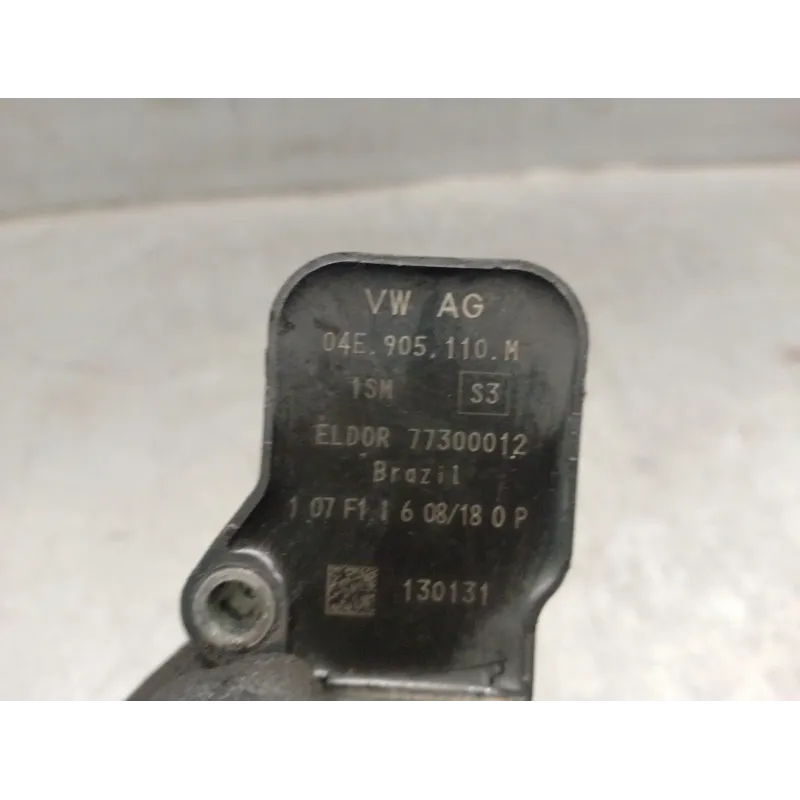 VW AG
04E.905.110.M
1SM S3
ELDOR 77300012
Brazil
1 07 F1 1 6 08/18 0 P
130131